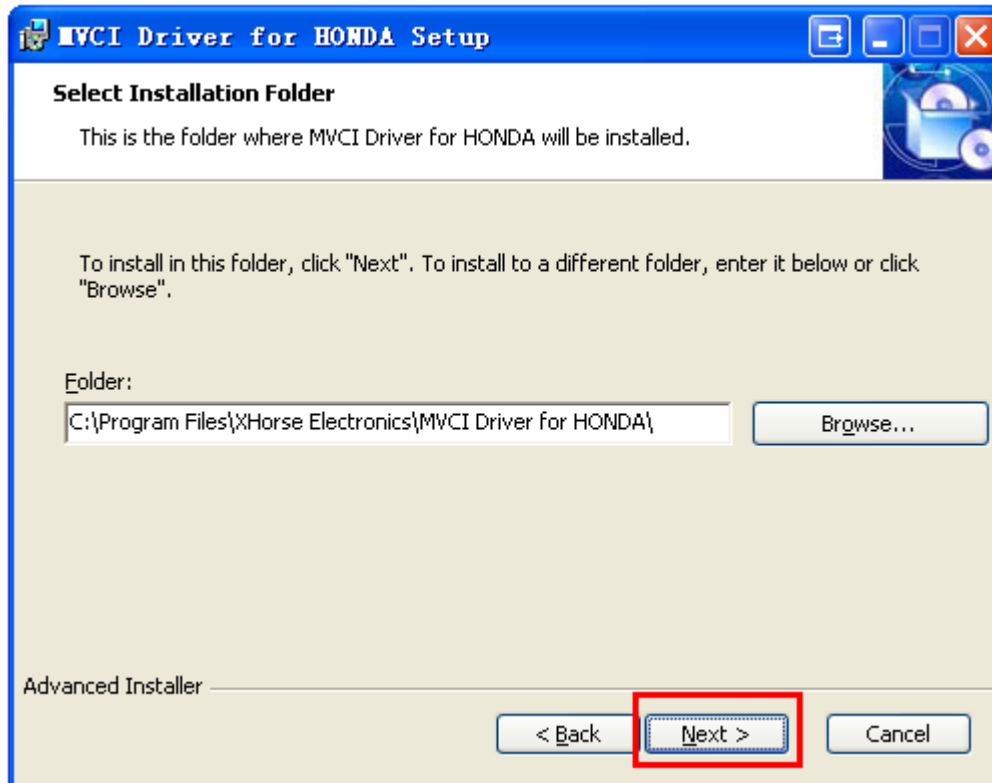 MVCI Driver for HONDA Setup
Select Installation Folder
This is the folder where MVCI Driver for HONDA will be installed.
To install in this folder, click "Next". To install to a different folder, enter it below or click
"Browse".
Folder:
C:\Program Files\XHorse Electronics\MVCI Driver for HONDA\
Browse...
Advanced Installer
< Back
Next >
Cancel